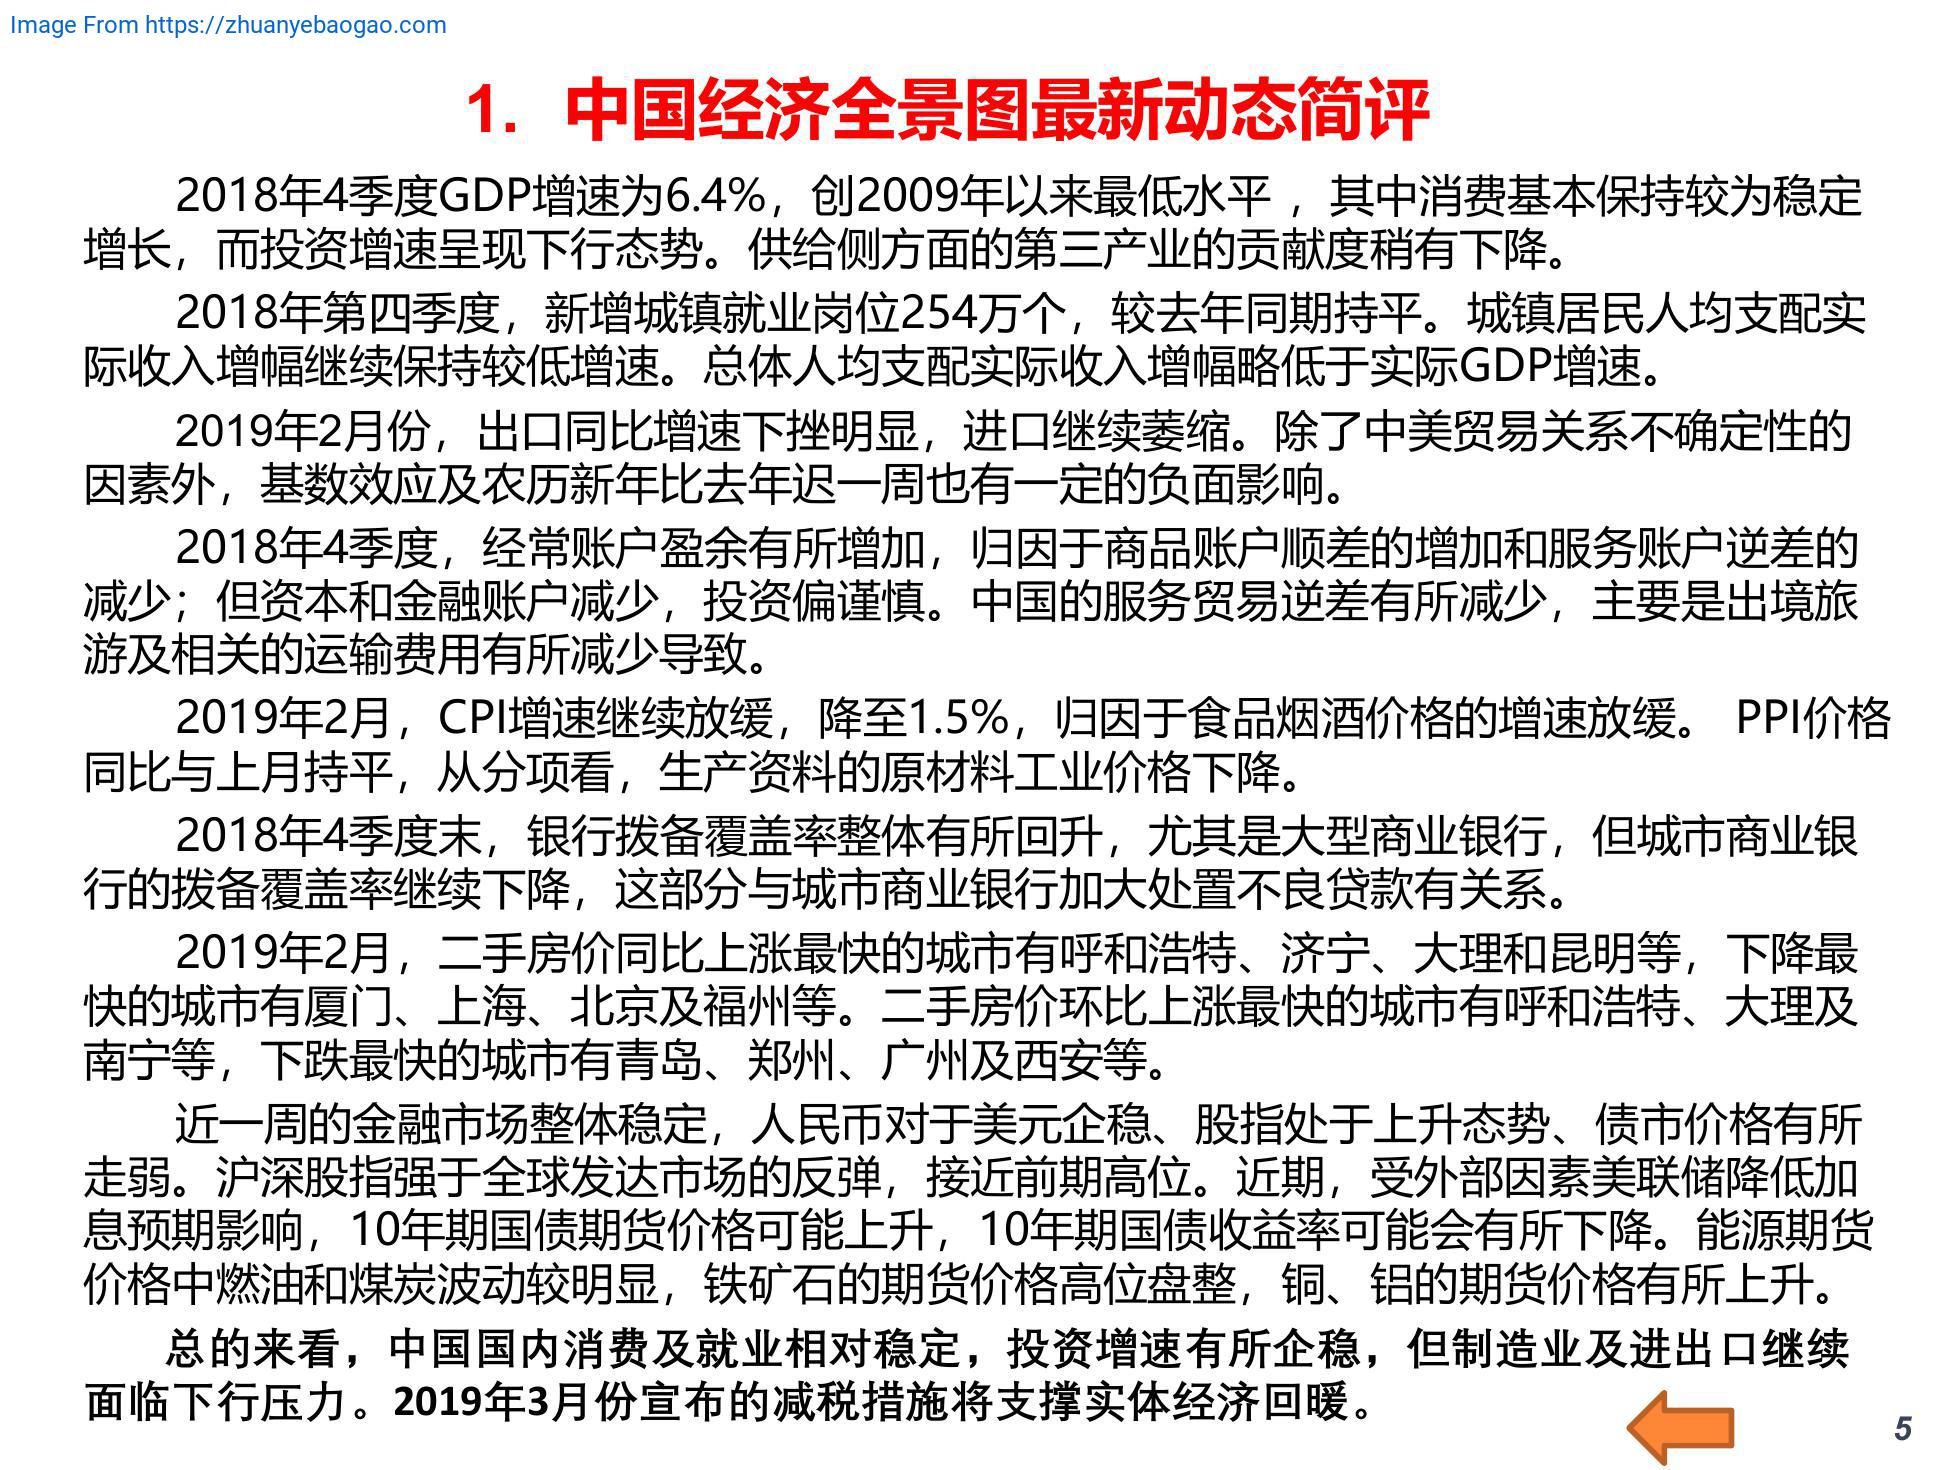 Image From https://zhuanyebaogao.com
1. 中国经济全景图最新动态简评
2018年4季度GDP增速为6.4%，创2009年以来最低水平 ，其中消费基本保持较为稳定
增长，而投资增速呈现下行态势。供给侧方面的第三产业的贡献度稍有下降。
2018年第四季度，新增城镇就业岗位254万个，较去年同期持平。城镇居民人均支配实
际收入增幅继续保持较低增速。总体人均支配实际收入增幅略低于实际GDP增速。
2019年2月份，出口同比增速下挫明显，进口继续萎缩。除了中美贸易关系不确定性的
因素外，基数效应及农历新年比去年迟一周也有一定的负面影响。
2018年4季度，经常账户盈余有所增加，归因于商品账户顺差的增加和服务账户逆差的
减少；但资本和金融账户减少，投资偏谨慎。中国的服务贸易逆差有所减少，主要是出境旅
游及相关的运输费用有所减少导致。
2019年2月，CPI增速继续放缓，降至1.5%，归因于食品烟酒价格的增速放缓。 PPI价格
同比与上月持平，从分项看，生产资料的原材料工业价格下降。
2018年4季度末，银行拨备覆盖率整体有所回升，尤其是大型商业银行，但城市商业银
行的拨备覆盖率继续下降，这部分与城市商业银行加大处置不良贷款有关系。
2019年2月，二手房价同比上涨最快的城市有呼和浩特、济宁、大理和昆明等，下降最
快的城市有厦门、上海、北京及福州等。二手房价环比上涨最快的城市有呼和浩特、大理及
南宁等，下跌最快的城市有青岛、郑州、广州及西安等。
近一周的金融市场整体稳定，人民币对于美元企稳、股指处于上升态势、债市价格有所
走弱。沪深股指强于全球发达市场的反弹，接近前期高位。近期，受外部因素美联储降低加
息预期影响，10年期国债期货价格可能上升，10年期国债收益率可能会有所下降。能源期货
价格中燃油和煤炭波动较明显，铁矿石的期货价格高位盘整，铜、铝的期货价格有所上升。
总的来看，中国国内消费及就业相对稳定，投资增速有所企稳，但制造业及进出口继续
面临下行压力。2019年3月份宣布的减税措施将支撑实体经济回暖。
5